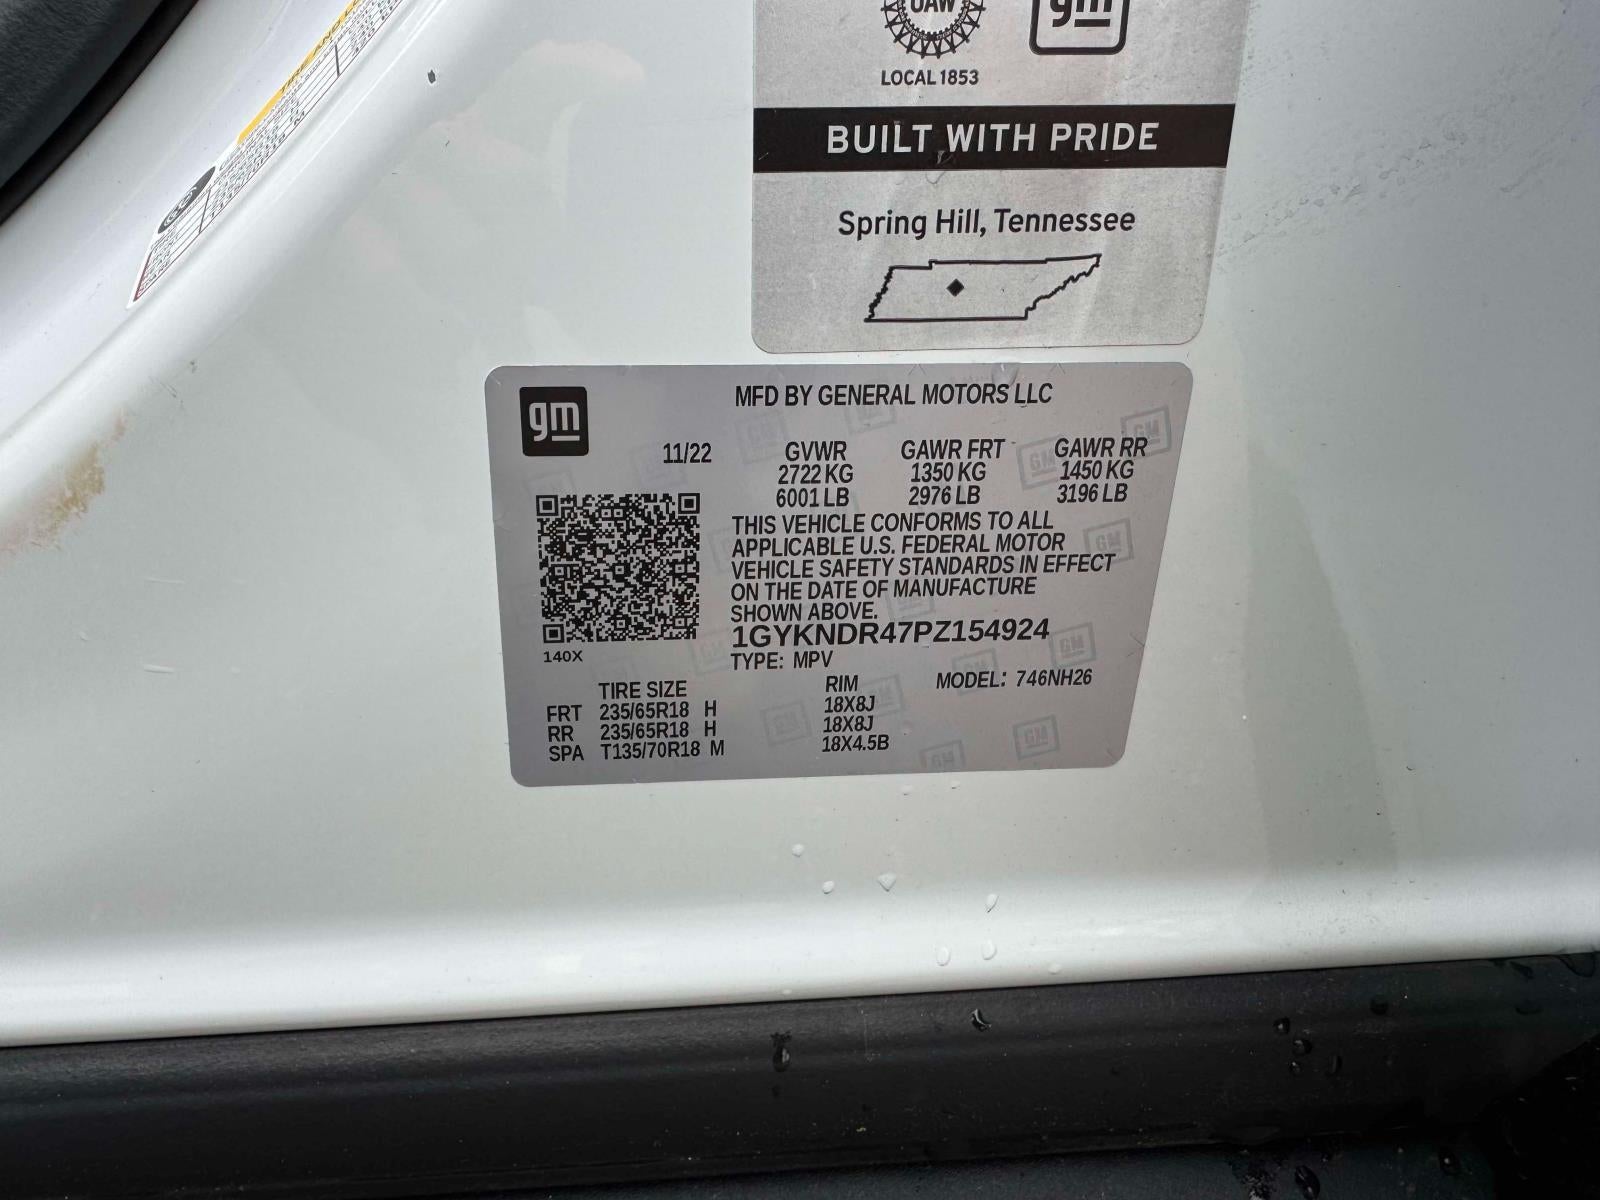 TIRE AND
UAW
gm
LOCAL 1853
BUILT WITH PRIDE
Spring Hill, Tennessee
gm
MFD BY GENERAL MOTORS LLC
11/22 GVWR GAWR FRT GAWR RR
2722 KG 1350 KG 1450 KG
6001 LB 2976 LB 3196 LB
THIS VEHICLE CONFORMS TO ALL
APPLICABLE U.S. FEDERAL MOTOR
VEHICLE SAFETY STANDARDS IN EFFECT
ON THE DATE OF MANUFACTURE
SHOWN ABOVE.
1GYKNDR47PZ154924
140X
TYPE: MPV
MODEL: 746NH26
TIRE SIZE RIM
FRT 235/65R18 H 18X8J
RR 235/65R18 H 18X8J
SPA T135/70R18 M 18X4.5B